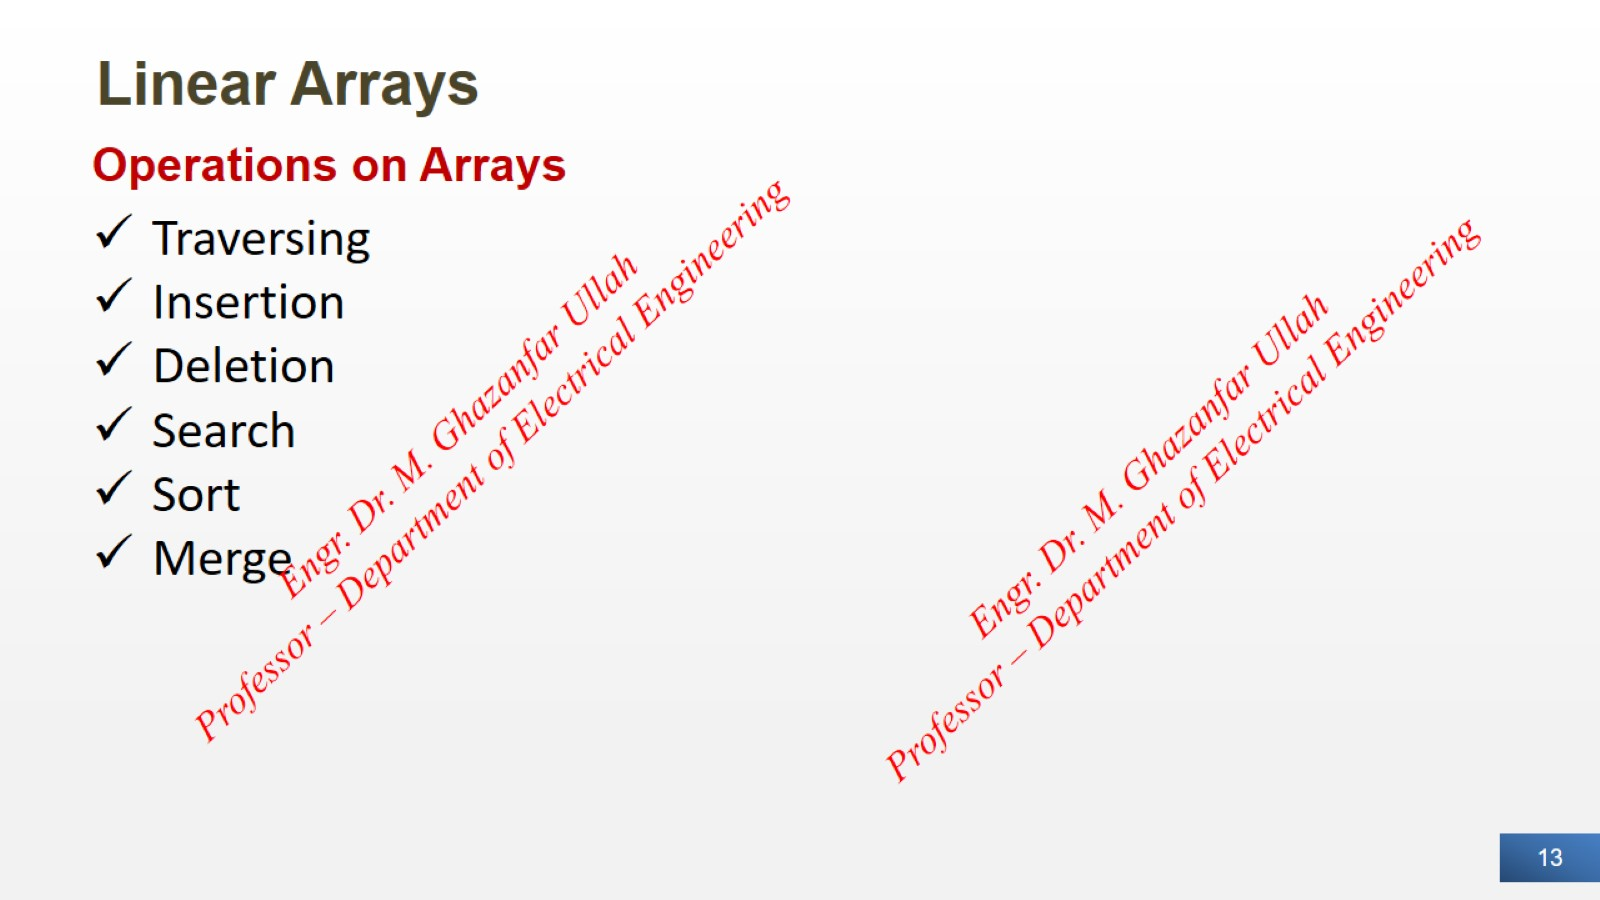 Linear Arrays
Operations on Arrays
✓ Traversing
✓ Insertion
✓ Deletion
✓ Search
✓ Sort
✓ Merge
Engr. Dr. M. Ghazanfar Ullah
Professor – Department of Electrical Engineering
Engr. Dr. M. Ghazanfar Ullah
Professor – Department of Electrical Engineering
13